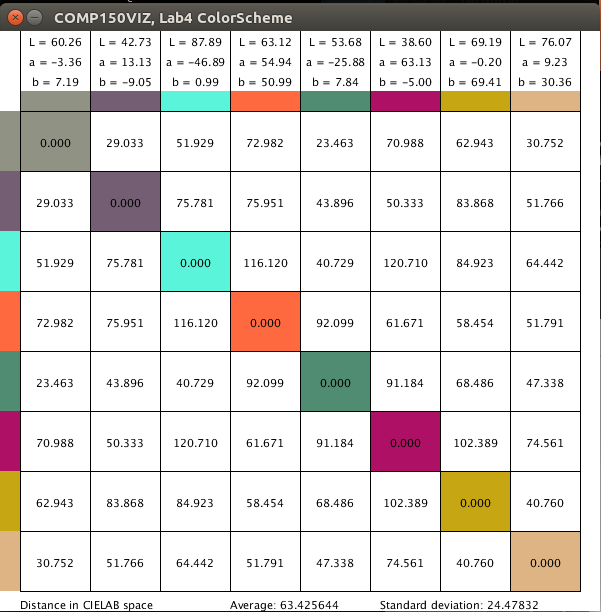 COMP150VIZ, Lab4 ColorScheme
L = 60.26 L = 42.73 L = 87.89 L = 63.12 L = 53.68 L = 38.60 L = 69.19 L = 76.07
a = −3.36 a = 13.13 a = −46.89 a = 54.94 a = −25.88 a = 63.13 a = −0.20 a = 9.23
b = 7.19 b = −9.05 b = 0.99 b = 50.99 b = 7.84 b = −5.00 b = 69.41 b = 30.36
0.000 29.033 51.929 72.982 23.463 70.988 62.943 30.752
29.033 0.000 75.781 75.951 43.896 50.333 83.868 51.766
51.929 75.781 0.000 116.120 40.729 120.710 84.923 64.442
72.982 75.951 116.120 0.000 92.099 61.671 58.454 51.791
23.463 43.896 40.729 92.099 0.000 91.184 68.486 47.338
70.988 50.333 120.710 61.671 91.184 0.000 102.389 74.561
62.943 83.868 84.923 58.454 68.486 102.389 0.000 40.760
30.752 51.766 64.442 51.791 47.338 74.561 40.760 0.000
Distance in CIELAB space Average: 63.425644 Standard deviation: 24.47832